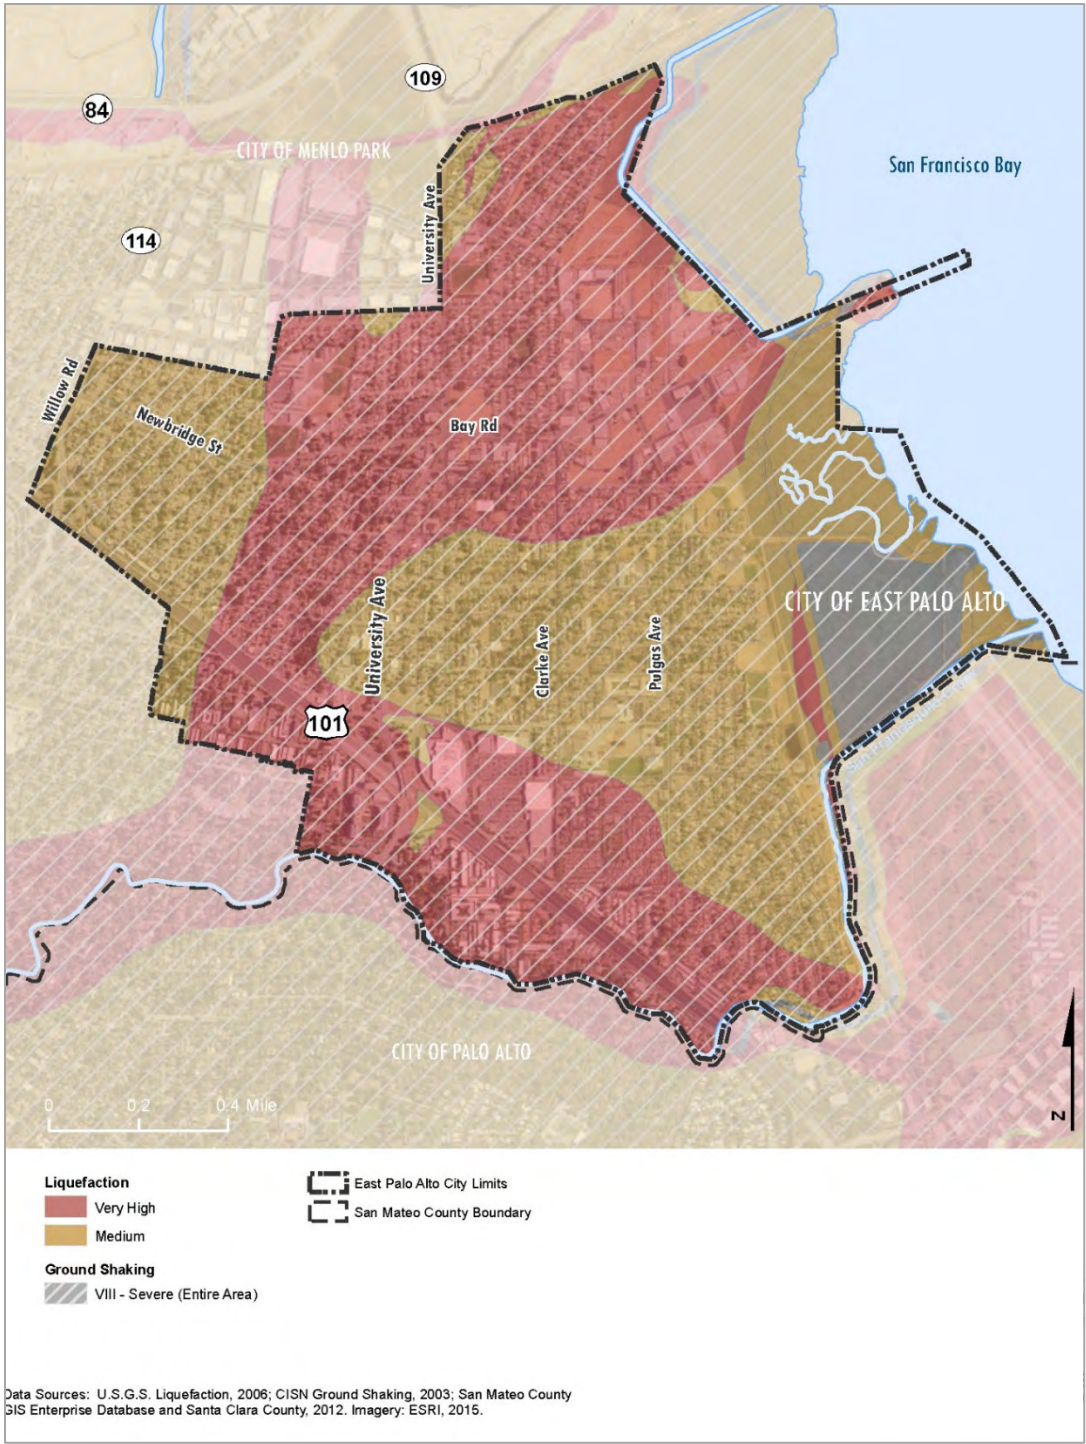 109
84
CITY OF MENLO PARK
San Francisco Bay
University Ave
114
Willow Rd
Newbridge St
Bay Rd
CITY OF EAST PALO ALTO
University Ave
Clarke Ave
Pulgas Ave
101
CITY OF PALO ALTO
0 0.2 0.4 Mile
N
Liquefaction
Very High
Medium
Ground Shaking
VIII - Severe (Entire Area)
East Palo Alto City Limits
San Mateo County Boundary
Data Sources: U.S.G.S. Liquefaction, 2006; CISN Ground Shaking, 2003; San Mateo County
GIS Enterprise Database and Santa Clara County, 2012. Imagery: ESRI, 2015.